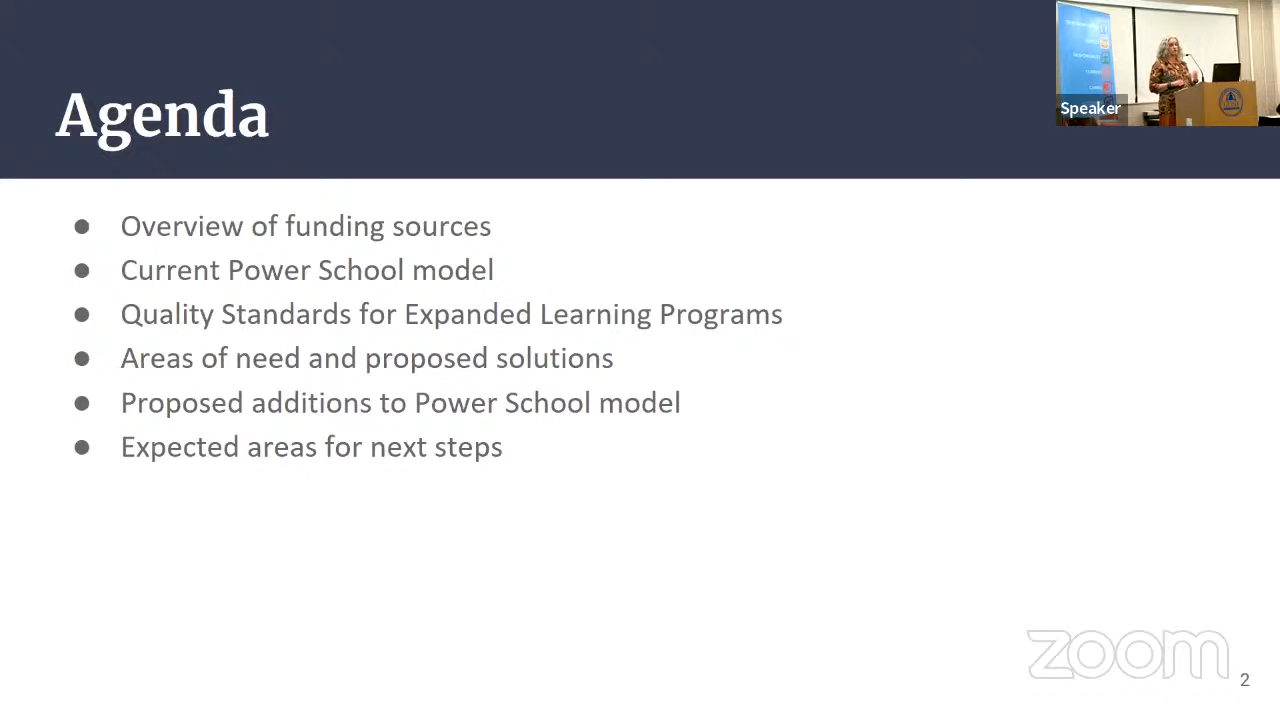 Agenda
Speaker
● Overview of funding sources
● Current Power School model
● Quality Standards for Expanded Learning Programs
● Areas of need and proposed solutions
● Proposed additions to Power School model
● Expected areas for next steps
zoom
2